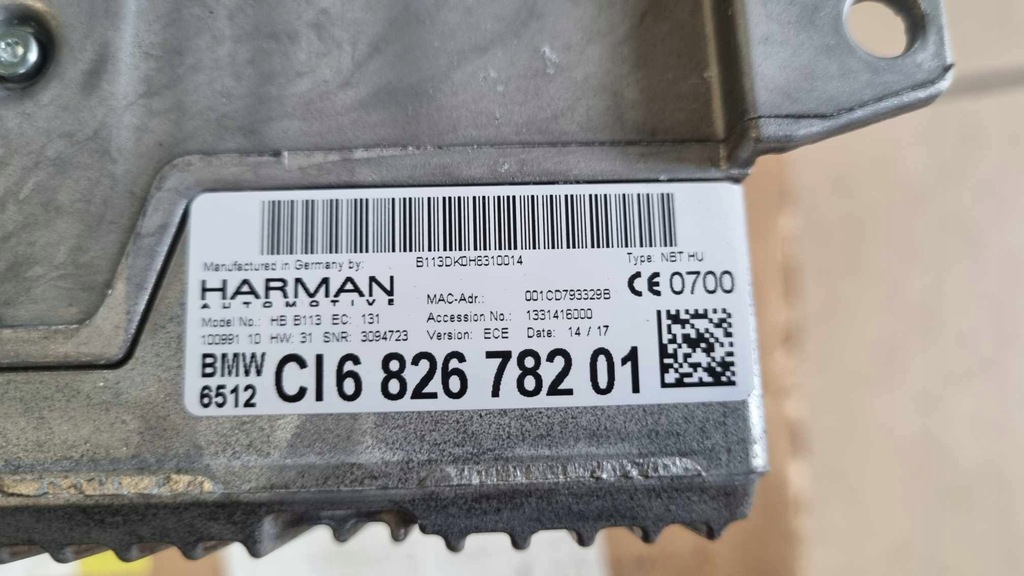 Manufactured in Germany by: B113DK0H6310014 Type: NBT HU
HARMAN
AUTOMOTIVE
MAC-Adr.: 001CD793329B CE 0700
Model No.: HB B113 EC: 131 Accession No.: 1331416000
100991 10 HW: 31 SNR: 3094723 Version: ECE Date: 14 / 17
BMW
6512
CI6 826 782 01